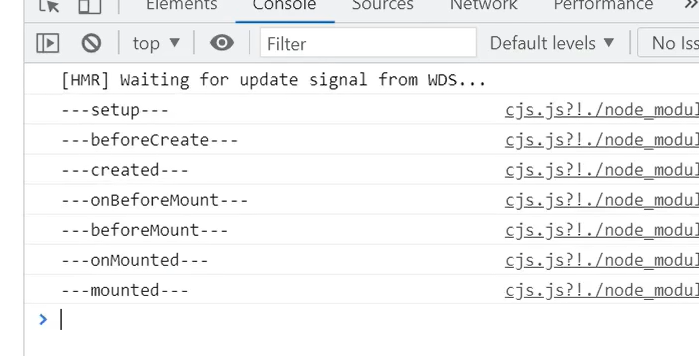 Elements Console Sources Network Performance »
top ▼ Filter Default levels ▼ No Iss
[HMR] Waiting for update signal from WDS...
---setup--- cjs.js?!./node_modul
---beforeCreate--- cjs.js?!./node_modul
---created--- cjs.js?!./node_modul
---onBeforeMount--- cjs.js?!./node_modul
---beforeMount--- cjs.js?!./node_modul
---onMounted--- cjs.js?!./node_modul
---mounted--- cjs.js?!./node_modul
>